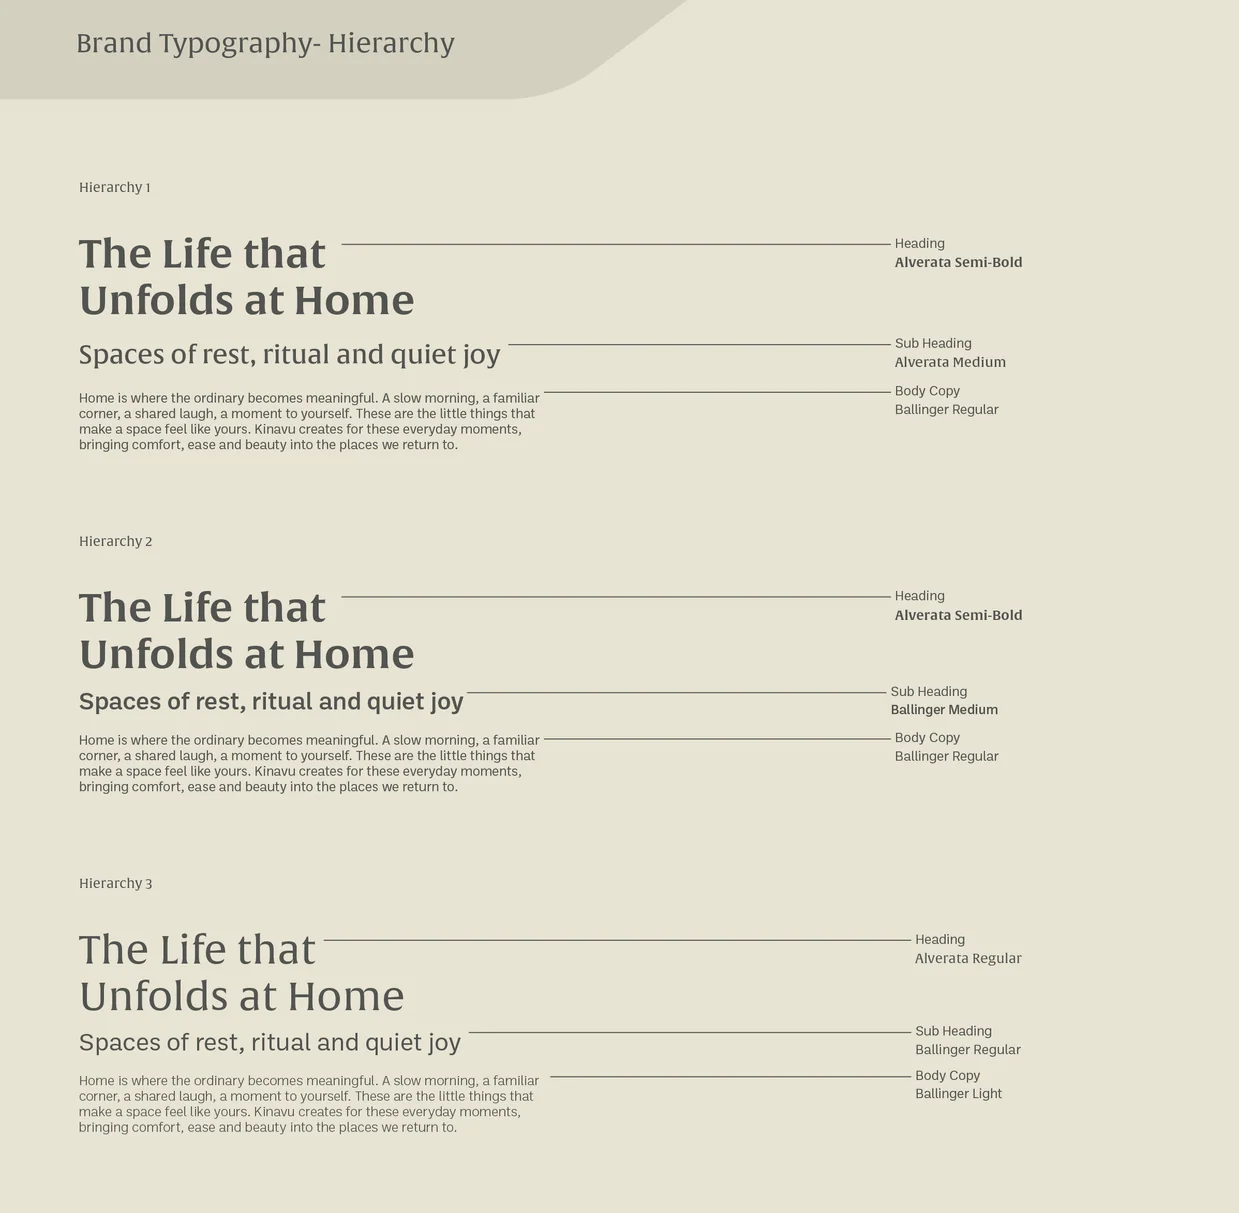 Brand Typography- Hierarchy
Hierarchy 1
The Life that
Unfolds at Home
Heading
Alverata Semi-Bold
Spaces of rest, ritual and quiet joy
Sub Heading
Alverata Medium
Home is where the ordinary becomes meaningful. A slow morning, a familiar
corner, a shared laugh, a moment to yourself. These are the little things that
make a space feel like yours. Kinavu creates for these everyday moments,
bringing comfort, ease and beauty into the places we return to.
Body Copy
Ballinger Regular
Hierarchy 2
The Life that
Unfolds at Home
Heading
Alverata Semi-Bold
Spaces of rest, ritual and quiet joy
Sub Heading
Ballinger Medium
Home is where the ordinary becomes meaningful. A slow morning, a familiar
corner, a shared laugh, a moment to yourself. These are the little things that
make a space feel like yours. Kinavu creates for these everyday moments,
bringing comfort, ease and beauty into the places we return to.
Body Copy
Ballinger Regular
Hierarchy 3
The Life that
Unfolds at Home
Heading
Alverata Regular
Spaces of rest, ritual and quiet joy
Sub Heading
Ballinger Regular
Home is where the ordinary becomes meaningful. A slow morning, a familiar
corner, a shared laugh, a moment to yourself. These are the little things that
make a space feel like yours. Kinavu creates for these everyday moments,
bringing comfort, ease and beauty into the places we return to.
Body Copy
Ballinger Light